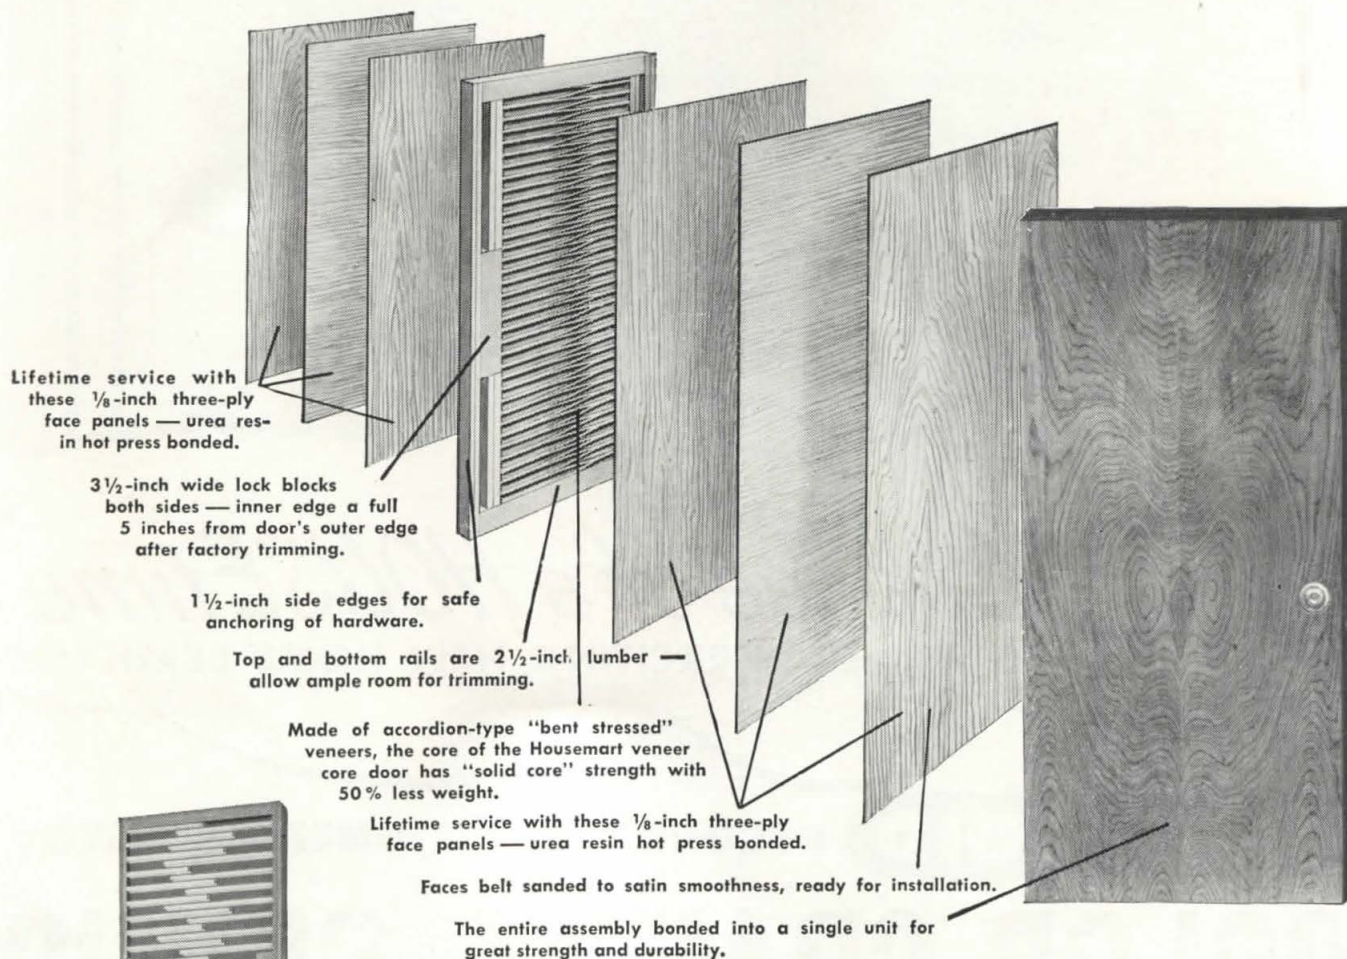 Lifetime service with
these 1/8-inch three-ply
face panels — urea res-
in hot press bonded.
3 1/2-inch wide lock blocks
both sides — inner edge a full
5 inches from door's outer edge
after factory trimming.
1 1/2-inch side edges for safe
anchoring of hardware.
Top and bottom rails are 2 1/2-inch lumber —
allow ample room for trimming.
Made of accordion-type "bent stressed"
veneers, the core of the Housemart veneer
core door has "solid core" strength with
50% less weight.
Lifetime service with these 1/8-inch three-ply
face panels — urea resin hot press bonded.
Faces belt sanded to satin smoothness, ready for installation.
The entire assembly bonded into a single unit for
great strength and durability.